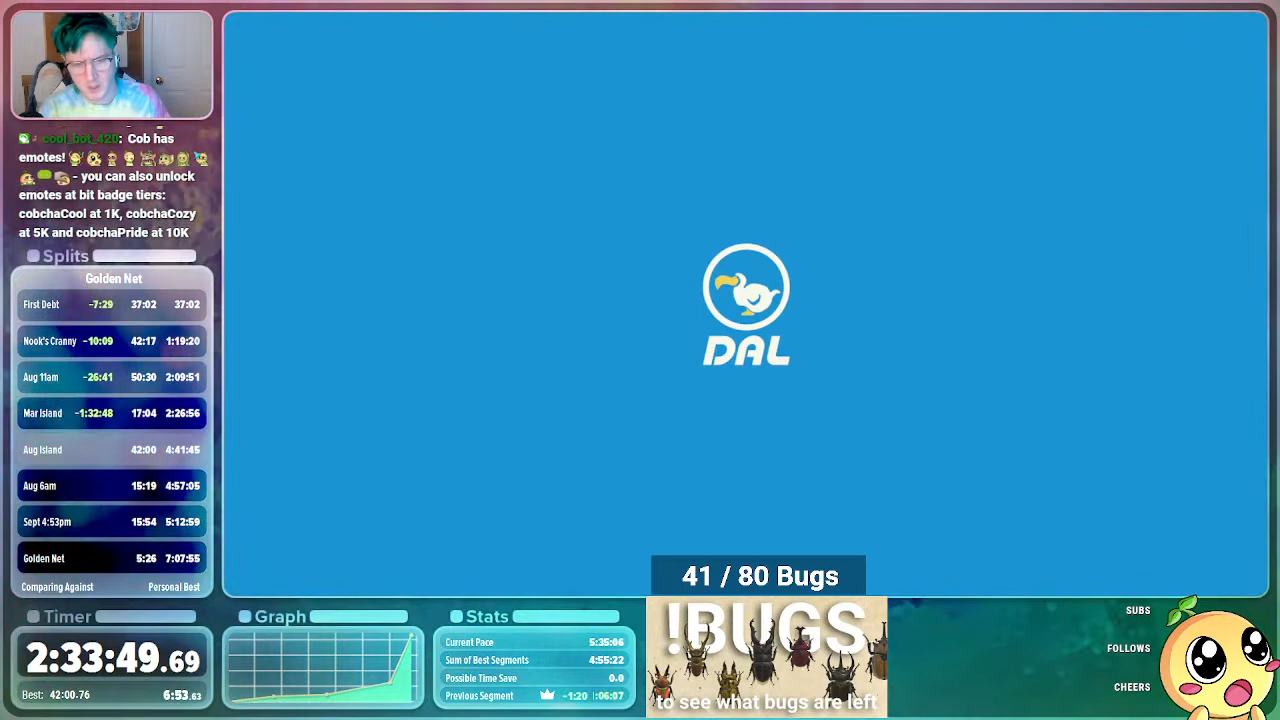 cool_bot_420: Cob has
emotes!
- you can also unlock
emotes at bit badge tiers:
cobchaCool at 1K, cobchaCozy
at 5K and cobchaPride at 10K
Splits
Golden Net
First Debt -7:29 37:02 37:02
Nook's Cranny -10:09 42:17 1:19:20
Aug 11am -26:41 50:30 2:09:51
Mar Island -1:32:48 17:04 2:26:56
Aug Island 42:00 4:41:45
Aug 6am 15:19 4:57:05
Sept 4:53pm 15:54 5:12:59
Golden Net 5:26 7:07:55
Comparing Against Personal Best
Timer
2:33:49.69
Best: 42:00.76 6:53.63
Graph
Stats
Current Pace 5:35:06
Sum of Best Segments 4:55:22
Possible Time Save 0.0
Previous Segment -1:20 1:06:07
DAL
41 / 80 Bugs
!BUGS
to see what bugs are left
SUBS
FOLLOWS
CHEERS